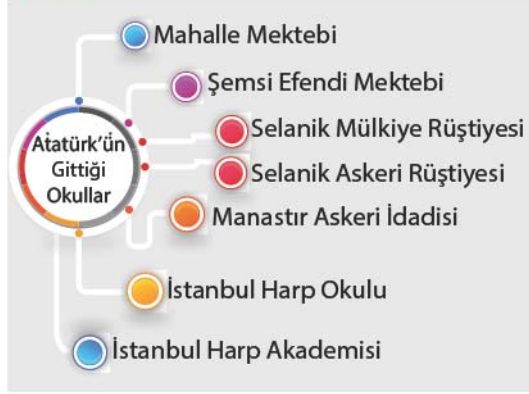 Mahalle Mektebi
Şemsi Efendi Mektebi
Selanik Mülkiye Rüştiyesi
Atatürk’ün
Gittiği
Okullar
Selanik Askeri Rüştiyesi
Manastır Askeri İdadisi
İstanbul Harp Okulu
İstanbul Harp Akademisi